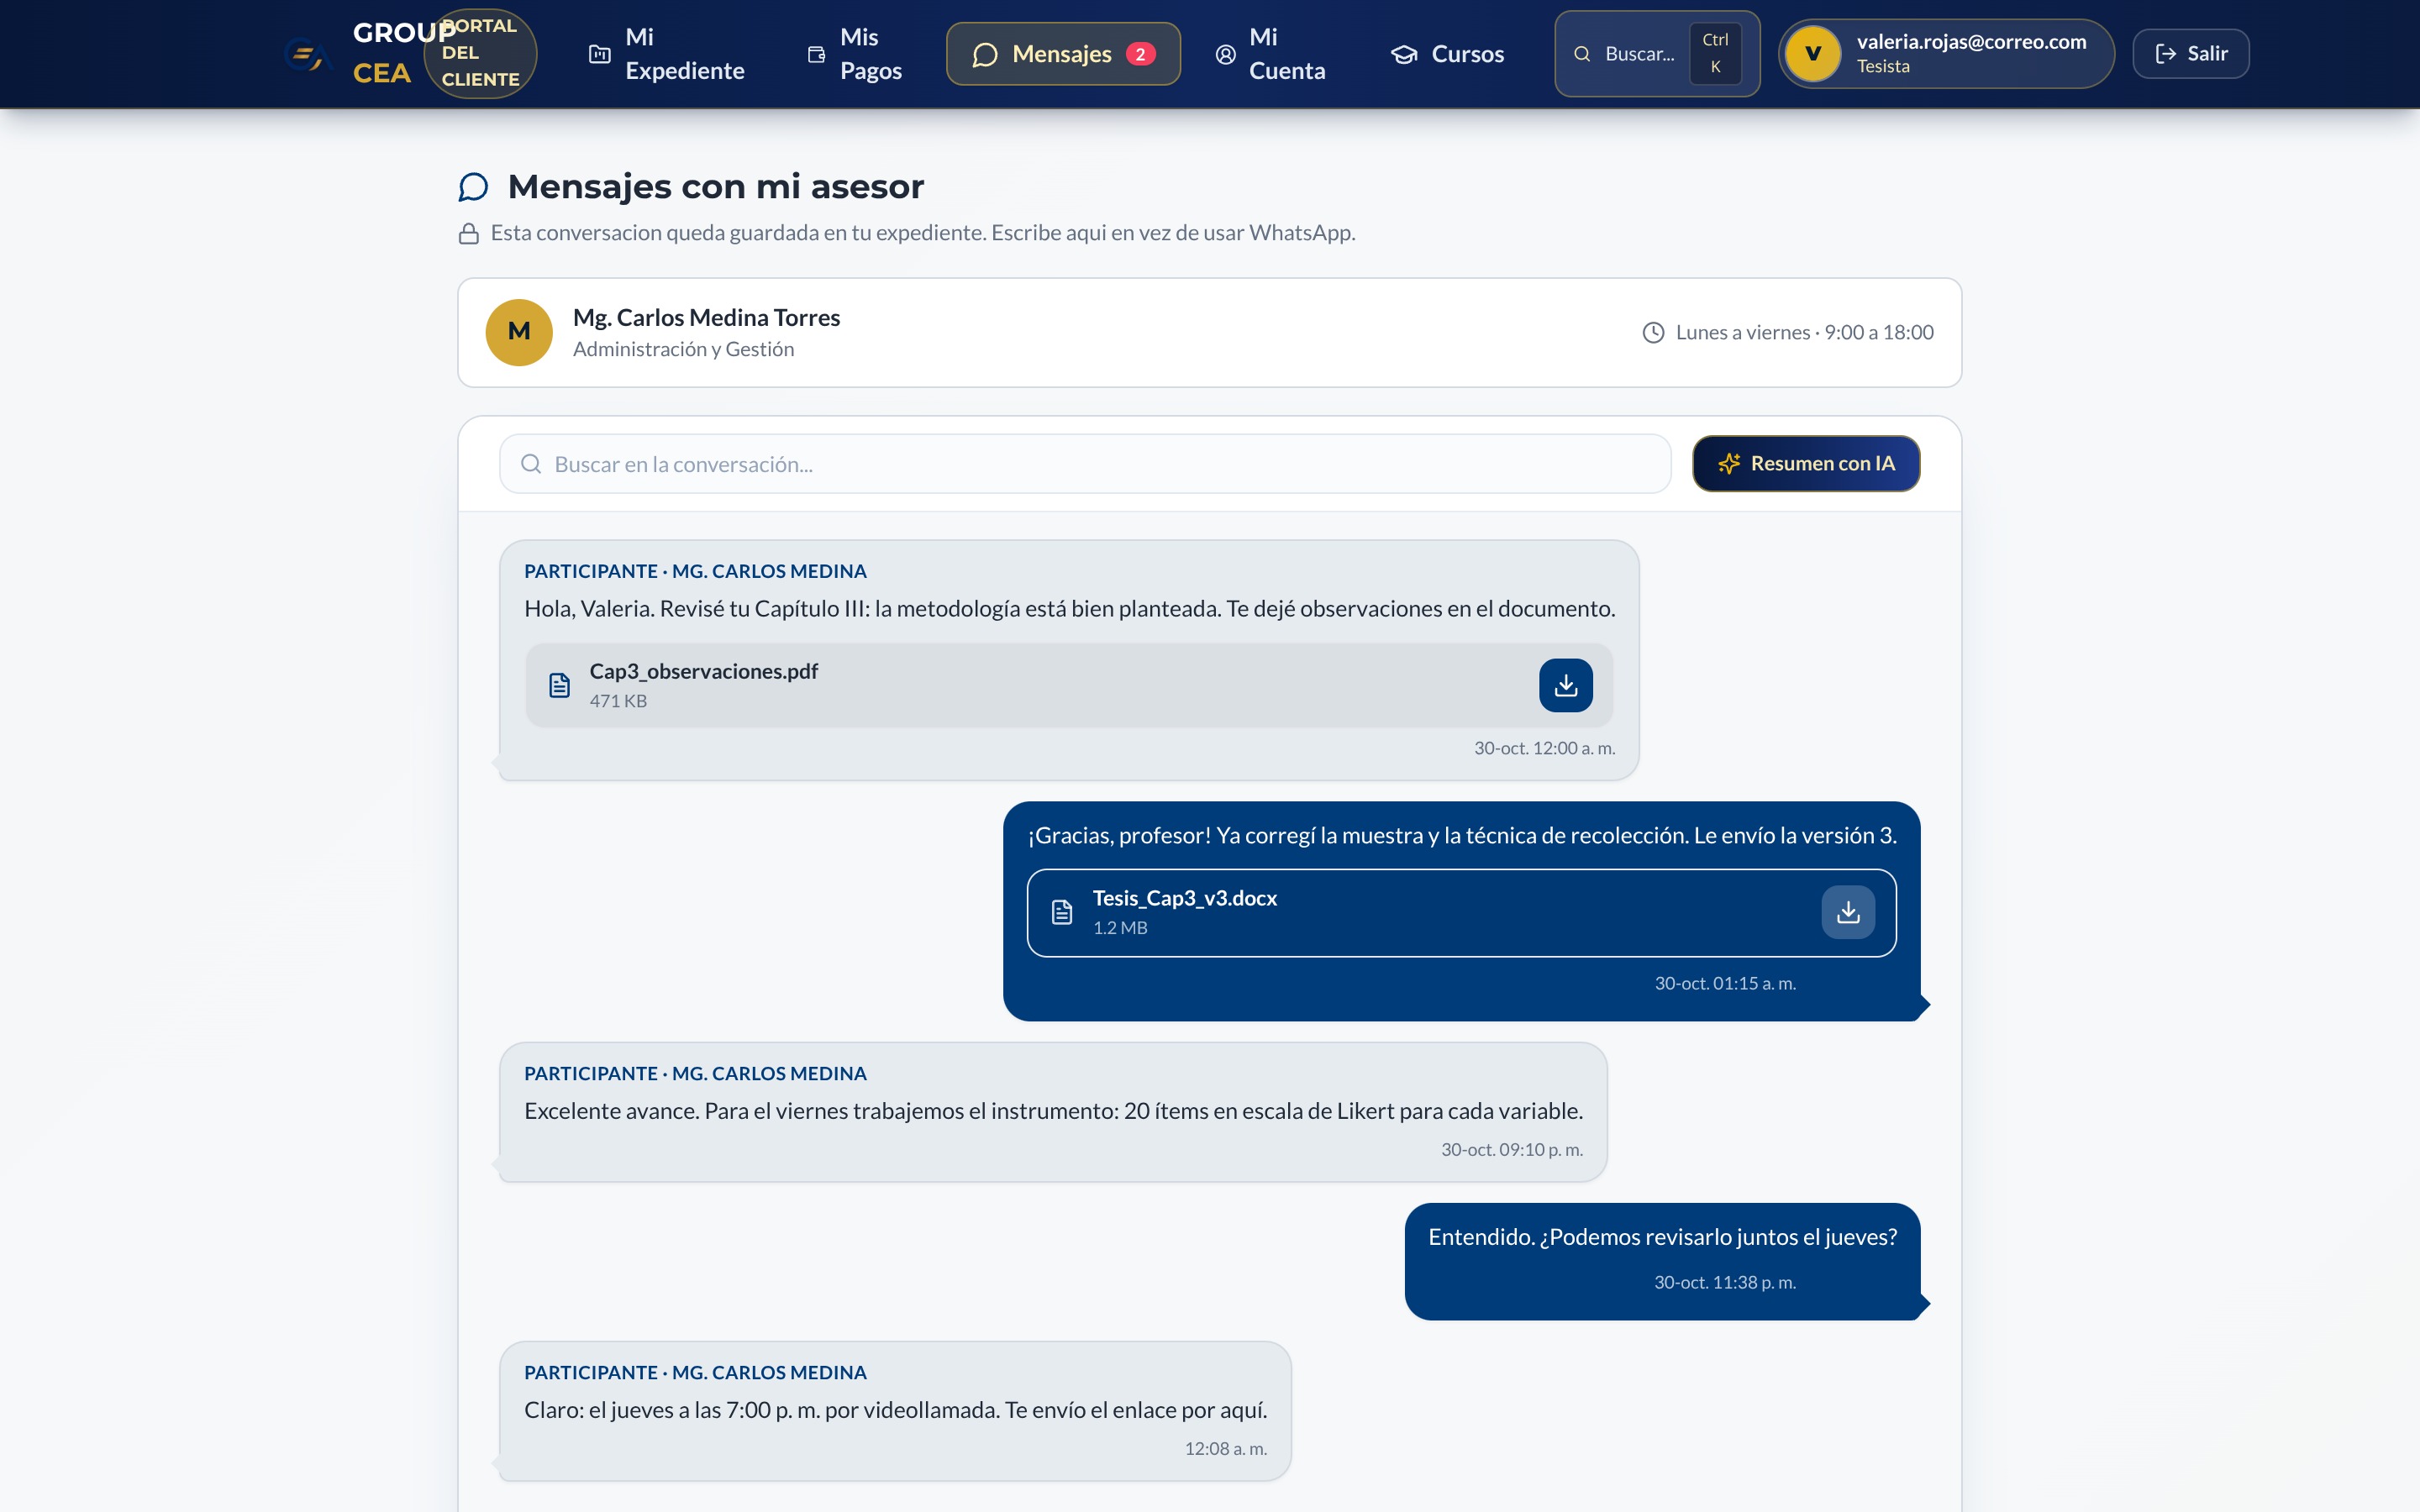 GROUP
CEA
PORTAL
DEL
CLIENTE
Mi
Expediente
Mis
Pagos
Mensajes 2
Mi
Cuenta
Cursos
Buscar...
Ctrl
K
V
valeria.rojas@correo.com
Tesista
Salir
Mensajes con mi asesor
Esta conversacion queda guardada en tu expediente. Escribe aqui en vez de usar WhatsApp.
M
Mg. Carlos Medina Torres
Administración y Gestión
Lunes a viernes · 9:00 a 18:00
Buscar en la conversación...
Resumen con IA
PARTICIPANTE · MG. CARLOS MEDINA
Hola, Valeria. Revisé tu Capítulo III: la metodología está bien planteada. Te dejé observaciones en el documento.
Cap3_observaciones.pdf
471 KB
30-oct. 12:00 a. m.
¡Gracias, profesor! Ya corregí la muestra y la técnica de recolección. Le envío la versión 3.
Tesis_Cap3_v3.docx
1.2 MB
30-oct. 01:15 a. m.
PARTICIPANTE · MG. CARLOS MEDINA
Excelente avance. Para el viernes trabajemos el instrumento: 20 ítems en escala de Likert para cada variable.
30-oct. 09:10 p. m.
Entendido. ¿Podemos revisarlo juntos el jueves?
30-oct. 11:38 p. m.
PARTICIPANTE · MG. CARLOS MEDINA
Claro: el jueves a las 7:00 p. m. por videollamada. Te envío el enlace por aquí.
12:08 a. m.